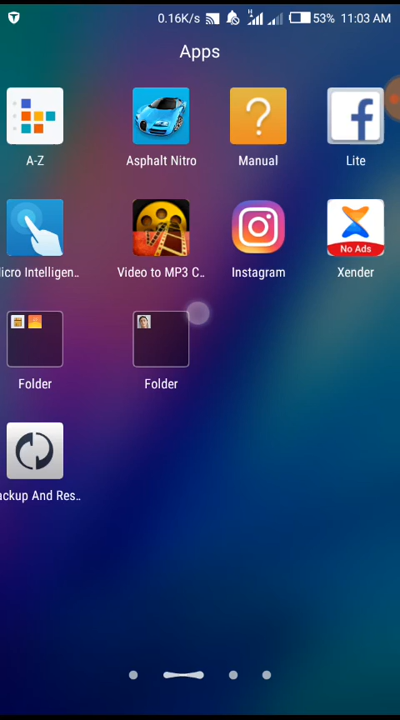 0.16K/s H 53% 11:03 AM
Apps
A-Z Asphalt Nitro Manual Lite
icro Intelligen.. Video to MP3 C.. Instagram Xender
No Ads
Folder Folder
ackup And Res..